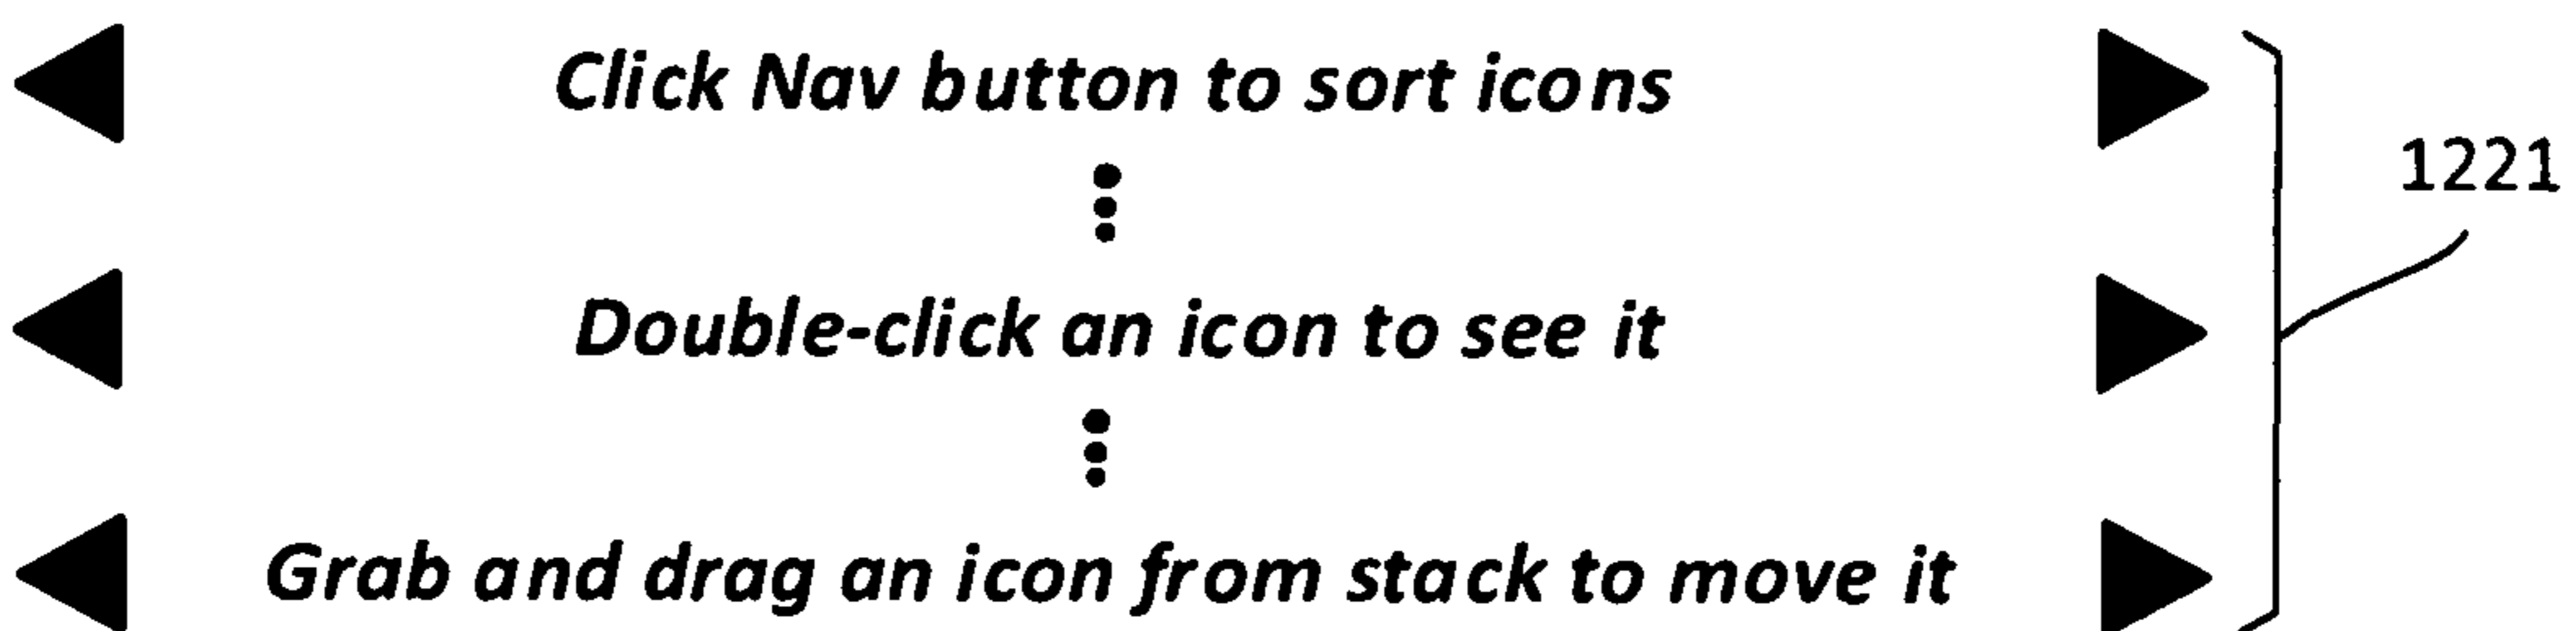 Click Nav button to sort icons
1221
Double-click an icon to see it
Grab and drag an icon from stack to move it